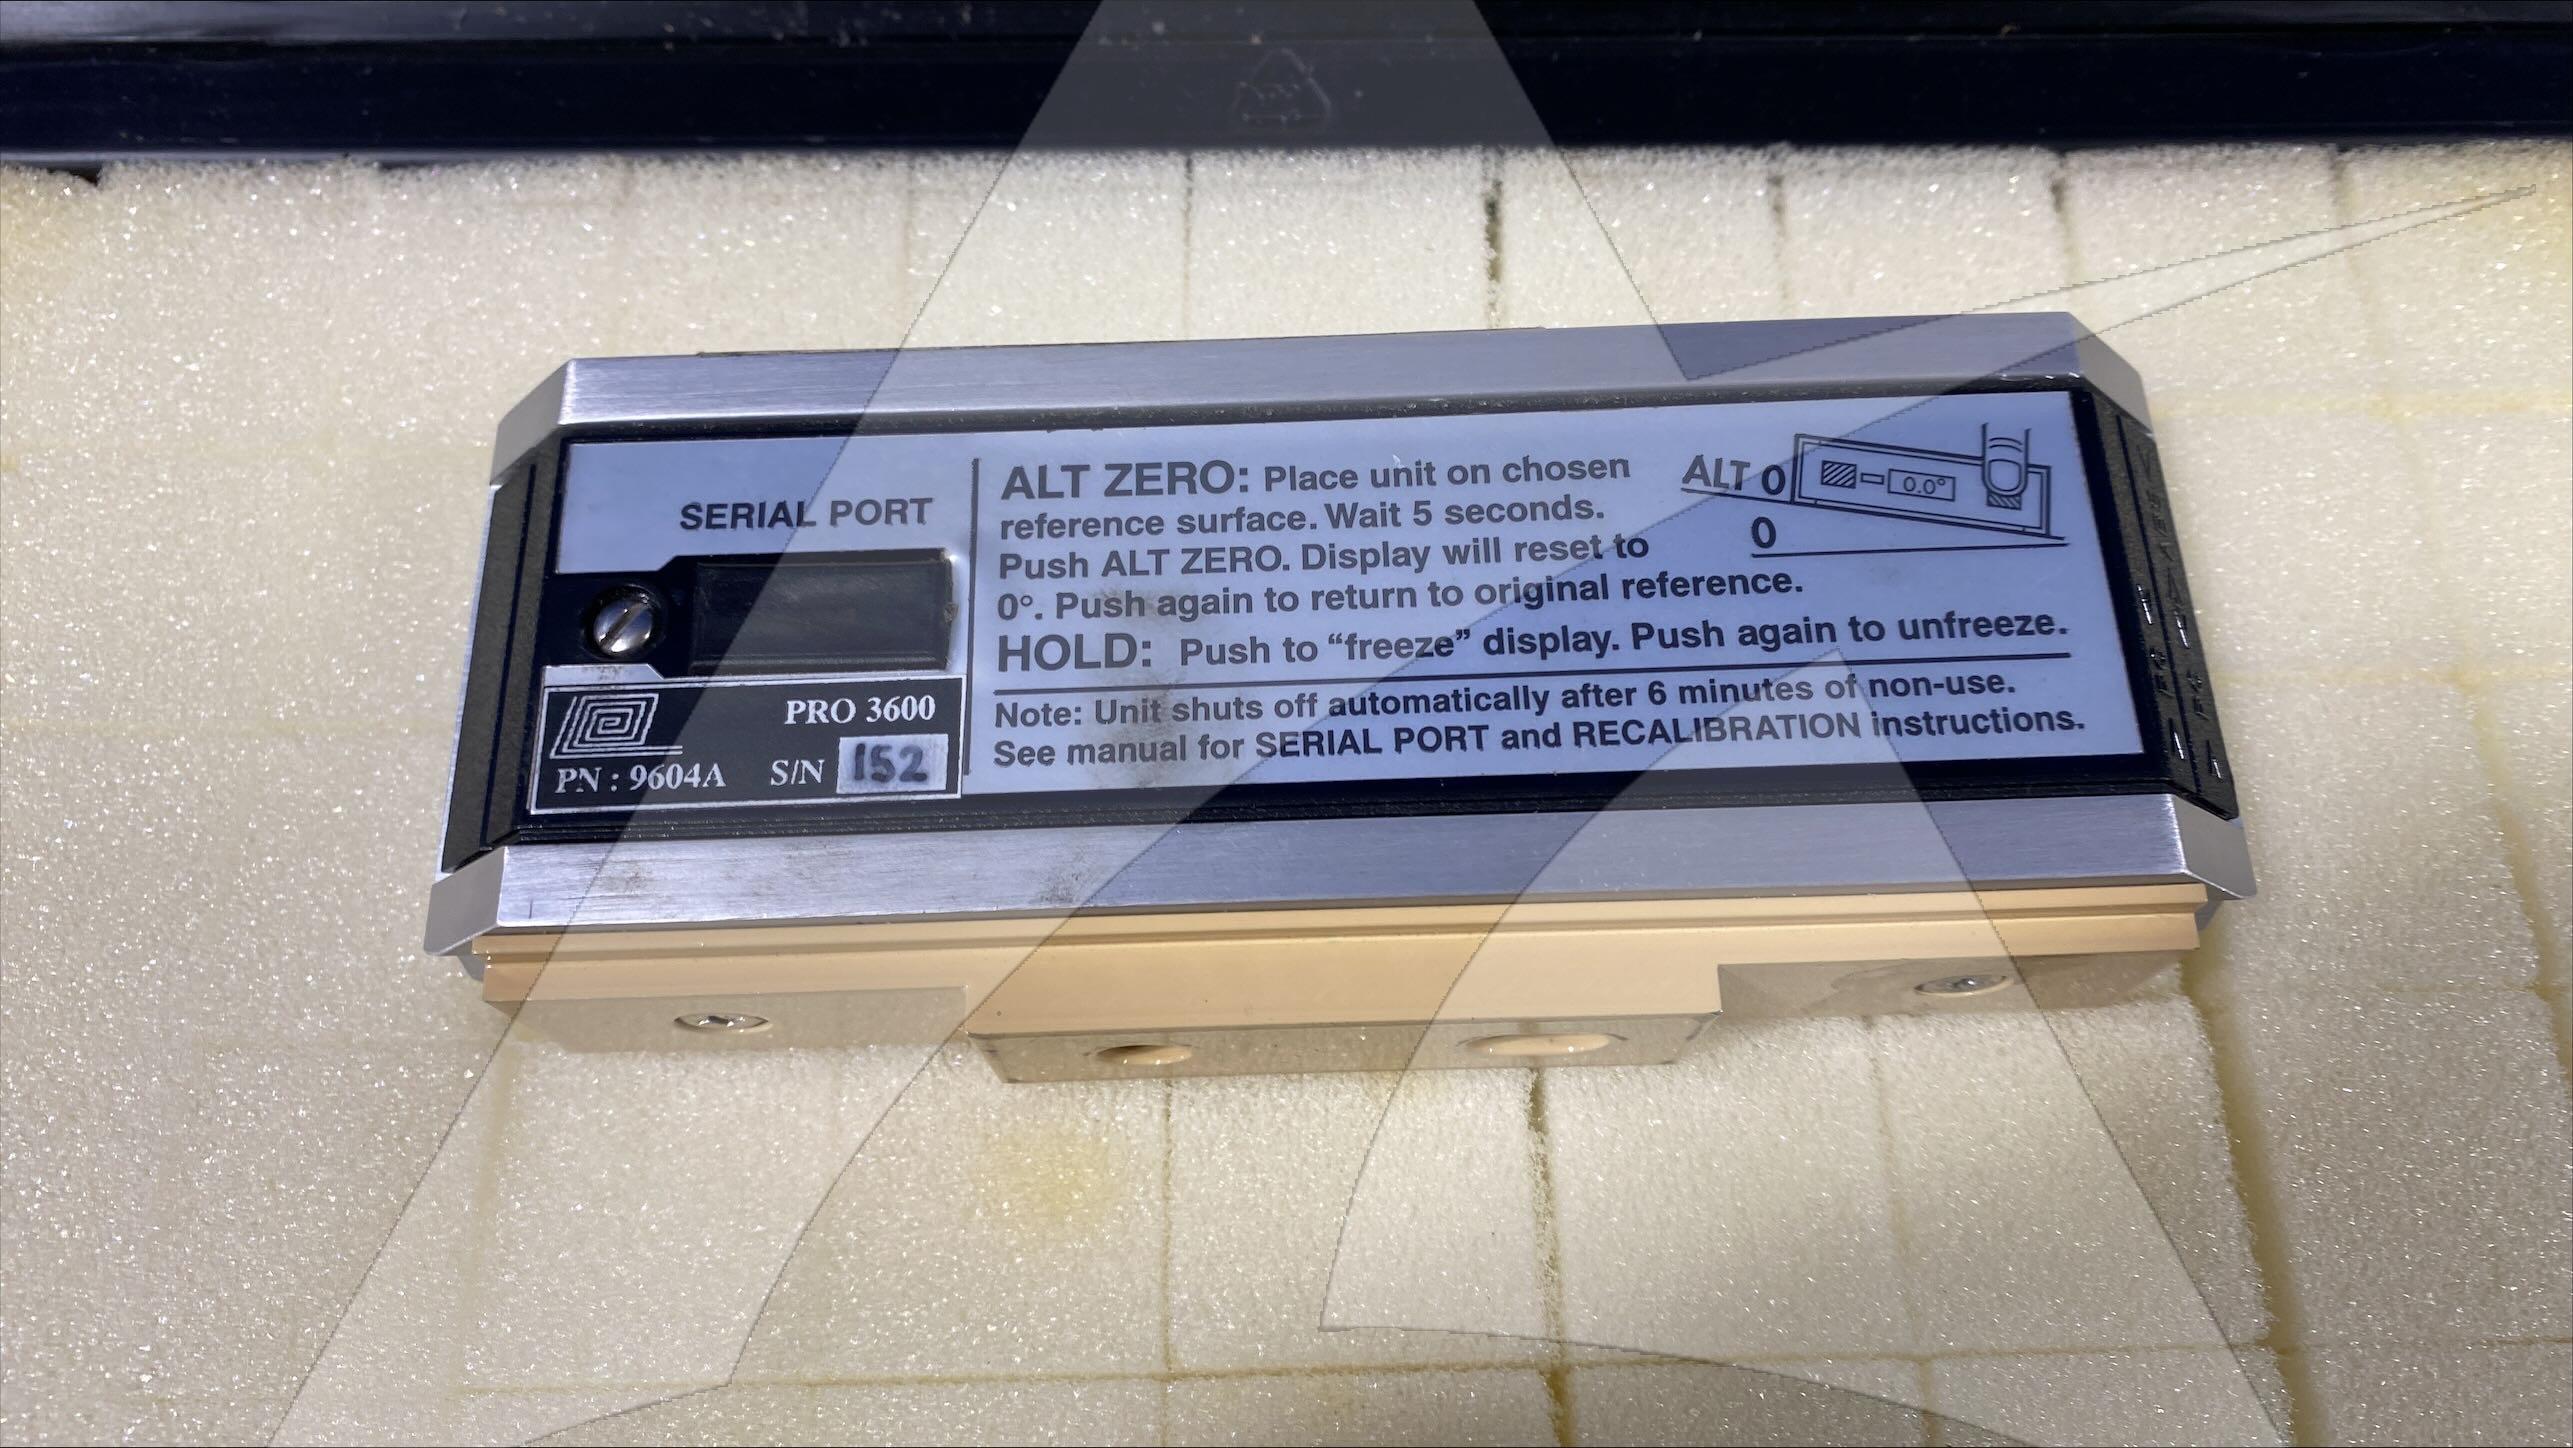 SERIAL PORT
PRO 3600
PN : 9604A S/N 152
ALT ZERO: Place unit on chosen
reference surface. Wait 5 seconds.
Push ALT ZERO. Display will reset to
0°. Push again to return to original reference.
HOLD: Push to “freeze” display. Push again to unfreeze.
Note: Unit shuts off automatically after 6 minutes of non-use.
See manual for SERIAL PORT and RECALIBRATION instructions.
ALT 0
0.0°
0